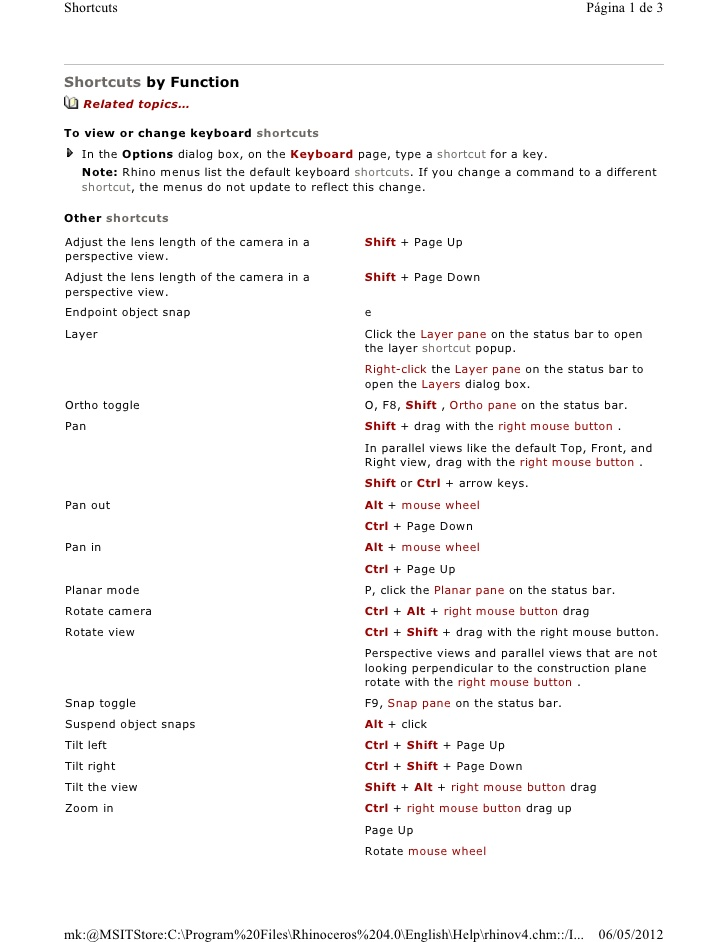 Shortcuts Página 1 de 3
Shortcuts by Function
Related topics…
To view or change keyboard shortcuts
In the Options dialog box, on the Keyboard page, type a shortcut for a key.
Note: Rhino menus list the default keyboard shortcuts. If you change a command to a different
shortcut, the menus do not update to reflect this change.
Other shortcuts
Adjust the lens length of the camera in a
perspective view.
Shift + Page Up
Adjust the lens length of the camera in a
perspective view.
Shift + Page Down
Endpoint object snap e
Layer Click the Layer pane on the status bar to open
the layer shortcut popup.
Right-click the Layer pane on the status bar to
open the Layers dialog box.
Ortho toggle O, F8, Shift , Ortho pane on the status bar.
Pan Shift + drag with the right mouse button .
In parallel views like the default Top, Front, and
Right view, drag with the right mouse button .
Shift or Ctrl + arrow keys.
Pan out Alt + mouse wheel
Ctrl + Page Down
Pan in Alt + mouse wheel
Ctrl + Page Up
Planar mode P, click the Planar pane on the status bar.
Rotate camera Ctrl + Alt + right mouse button drag
Rotate view Ctrl + Shift + drag with the right mouse button.
Perspective views and parallel views that are not
looking perpendicular to the construction plane
rotate with the right mouse button .
Snap toggle F9, Snap pane on the status bar.
Suspend object snaps Alt + click
Tilt left Ctrl + Shift + Page Up
Tilt right Ctrl + Shift + Page Down
Tilt the view Shift + Alt + right mouse button drag
Zoom in Ctrl + right mouse button drag up
Page Up
Rotate mouse wheel
mk:@MSITStore:C:\Program%20Files\Rhinoceros%204.0\English\Help\rhinov4.chm::/I... 06/05/2012